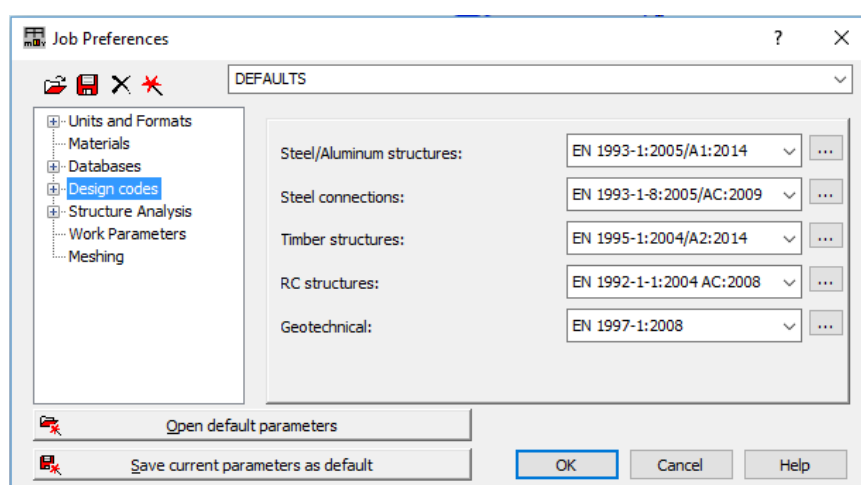 Job Preferences
DEFAULTS
Units and Formats
Materials
Databases
Design codes
Structure Analysis
Work Parameters
Meshing
Steel/Aluminum structures: EN 1993-1:2005/A1:2014 ...
Steel connections: EN 1993-1-8:2005/AC:2009 ...
Timber structures: EN 1995-1:2004/A2:2014 ...
RC structures: EN 1992-1-1:2004 AC:2008 ...
Geotechnical: EN 1997-1:2008 ...
Open default parameters
Save current parameters as default
OK Cancel Help